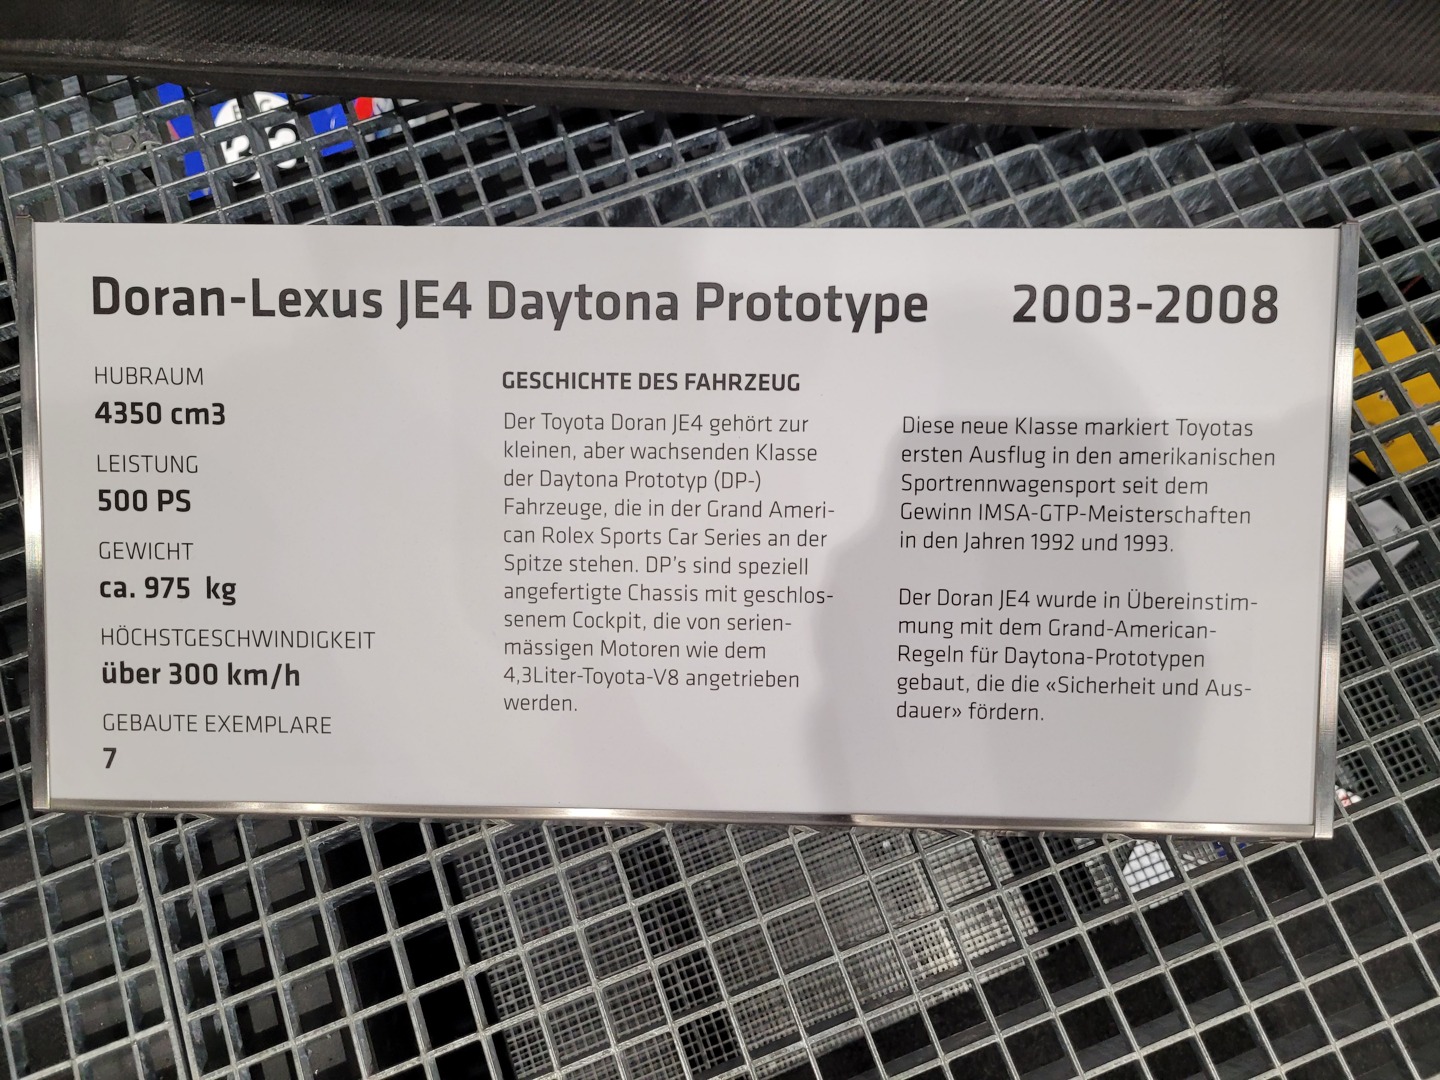 Doran-Lexus JE4 Daytona Prototype 2003-2008
HUBRAUM
4350 cm3
LEISTUNG
500 PS
GEWICHT
ca. 975 kg
HÖCHSTGESCHWINDIGKEIT
über 300 km/h
GEBAUTE EXEMPLARE
7
GESCHICHTE DES FAHRZEUG
Der Toyota Doran JE4 gehört zur
kleinen, aber wachsenden Klasse
der Daytona Prototyp (DP-)
Fahrzeuge, die in der Grand Ameri-
can Rolex Sports Car Series an der
Spitze stehen. DP's sind speziell
angefertigte Chassis mit geschlos-
senem Cockpit, die von serien-
mässigen Motoren wie dem
4,3Liter-Toyota-V8 angetrieben
werden.
Diese neue Klasse markiert Toyotas
ersten Ausflug in den amerikanischen
Sportrennwagensport seit dem
Gewinn IMSA-GTP-Meisterschaften
in den Jahren 1992 und 1993.
Der Doran JE4 wurde in Übereinstim-
mung mit dem Grand-American-
Regeln für Daytona-Prototypen
gebaut, die die «Sicherheit und Aus-
dauer» fördern.